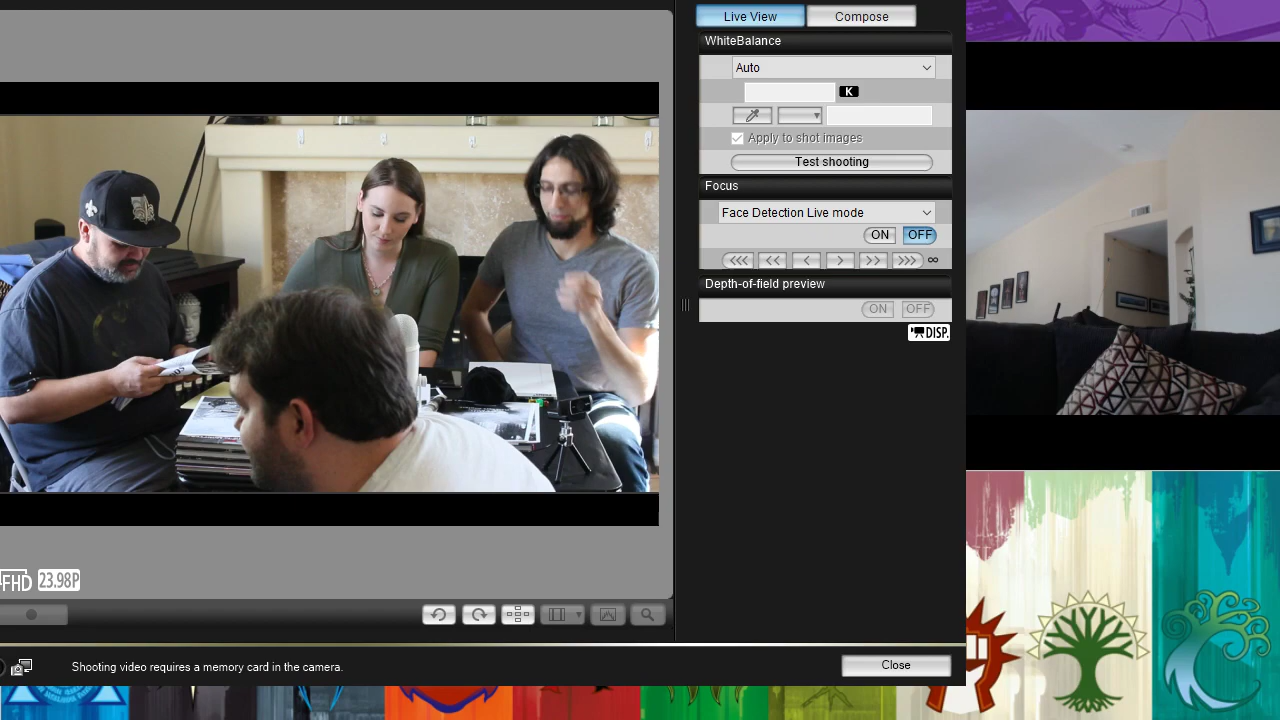 Live View
Compose
WhiteBalance
Auto
K
Apply to shot images
Test shooting
Focus
Face Detection Live mode
ON
OFF
<<<
<<
<
>
>>
>>>
∞
Depth-of-field preview
ON
OFF
DISP.
FHD
23.98P
Shooting video requires a memory card in the camera.
Close